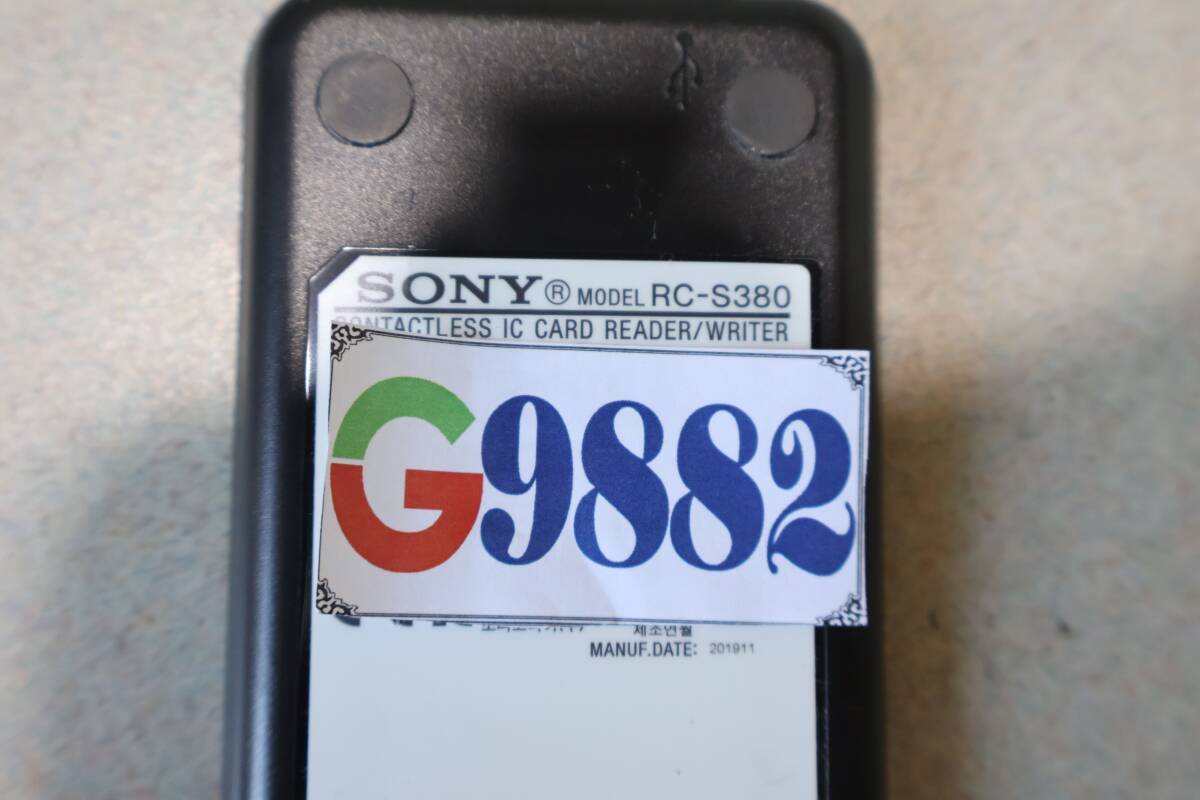 SONY® MODEL RC-S380
CONTACTLESS IC CARD READER/WRITER
G9882
제조연월
MANUF.DATE: 201911